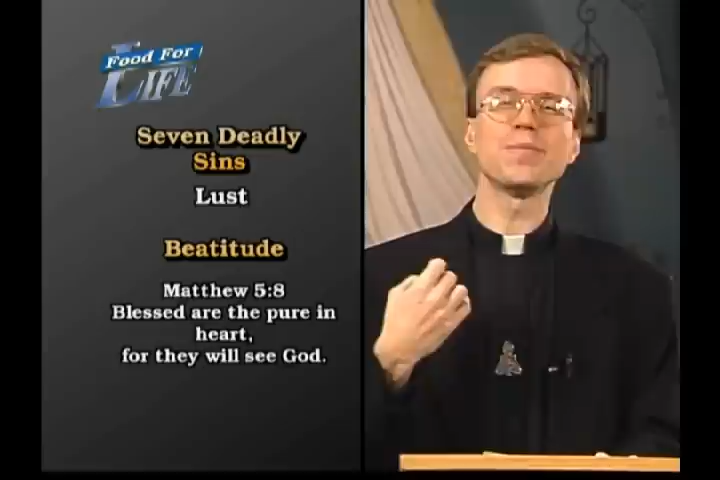 Food For
LIFE
Seven Deadly
Sins
Lust
Beatitude
Matthew 5:8
Blessed are the pure in
heart,
for they will see God.